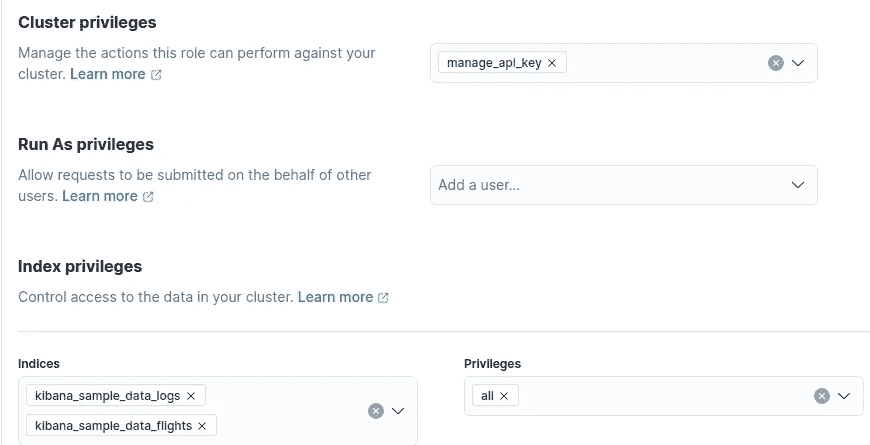 Cluster privileges
Manage the actions this role can perform against your
cluster. Learn more
manage_api_key
Run As privileges
Allow requests to be submitted on the behalf of other
users. Learn more
Add a user...
Index privileges
Control access to the data in your cluster. Learn more
Indices
kibana_sample_data_logs
kibana_sample_data_flights
Privileges
all